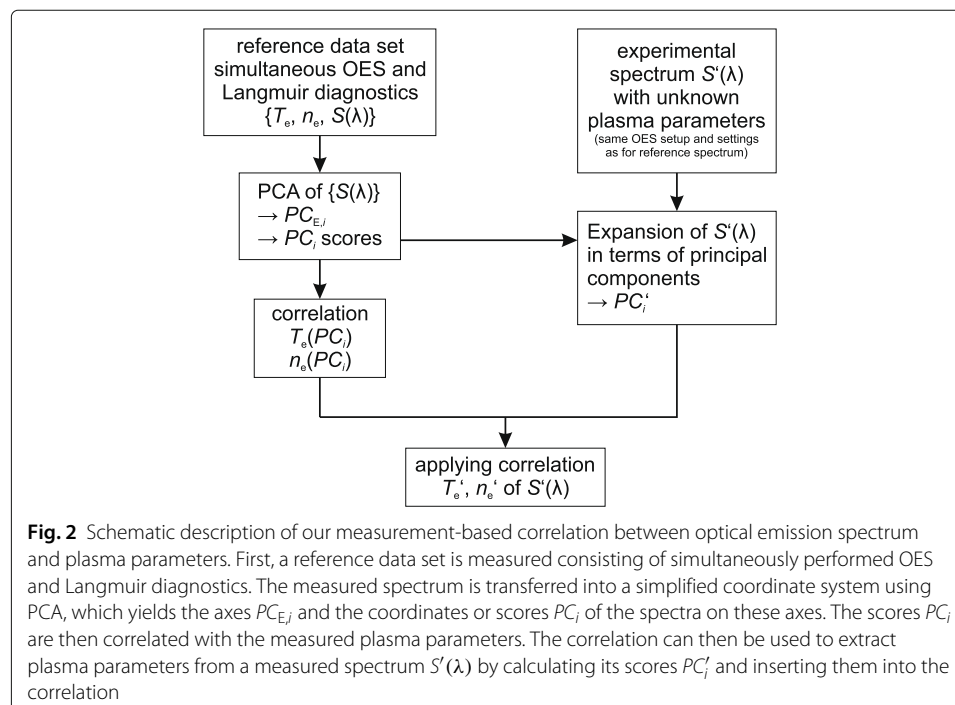 reference data set
simultaneous OES and
Langmuir diagnostics
{Te, ne, S(λ)}
experimental
spectrum S‘(λ)
with unknown
plasma parameters
(same OES setup and settings
as for reference spectrum)
PCA of {S(λ)}
→ PCE,i
→ PCi scores
Expansion of S‘(λ)
in terms of principal
components
→ PCi‘
correlation
Te(PCi)
ne(PCi)
applying correlation
Te‘, ne‘ of S‘(λ)
Fig. 2 Schematic description of our measurement-based correlation between optical emission spectrum
and plasma parameters. First, a reference data set is measured consisting of simultaneously performed OES
and Langmuir diagnostics. The measured spectrum is transferred into a simplified coordinate system using
PCA, which yields the axes PCE,i and the coordinates or scores PCi of the spectra on these axes. The scores PCi
are then correlated with the measured plasma parameters. The correlation can then be used to extract
plasma parameters from a measured spectrum S′(λ) by calculating its scores PC′i and inserting them into the
correlation